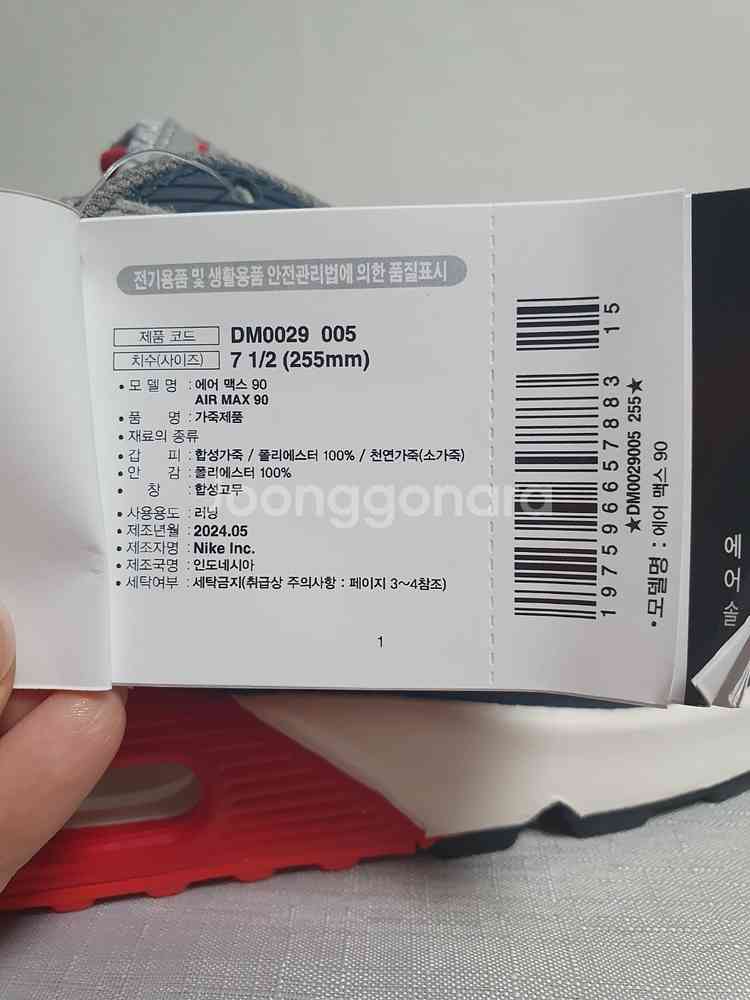 전기용품 및 생활용품 안전관리법에 의한 품질표시
제품 코드 DM0029 005
치수(사이즈) 7 1/2 (255mm)
• 모 델 명 : 에어 맥스 90
AIR MAX 90
• 품 명 : 가죽제품
• 재료의 종류
• 갑 피 : 합성가죽 / 폴리에스터 100% / 천연가죽(소가죽)
• 안 감 : 폴리에스터 100%
• 창 : 합성고무
• 사용용도 : 러닝
• 제조년월 : 2024.05
• 제조자명 : Nike Inc.
• 제조국명 : 인도네시아
• 세탁여부 : 세탁금지(취급상 주의사항 : 페이지 3~4참조)
1
15
197596657883
★DM0029005 255★
• 모델명 : 에어 맥스 90
에어 솔
joonggonara